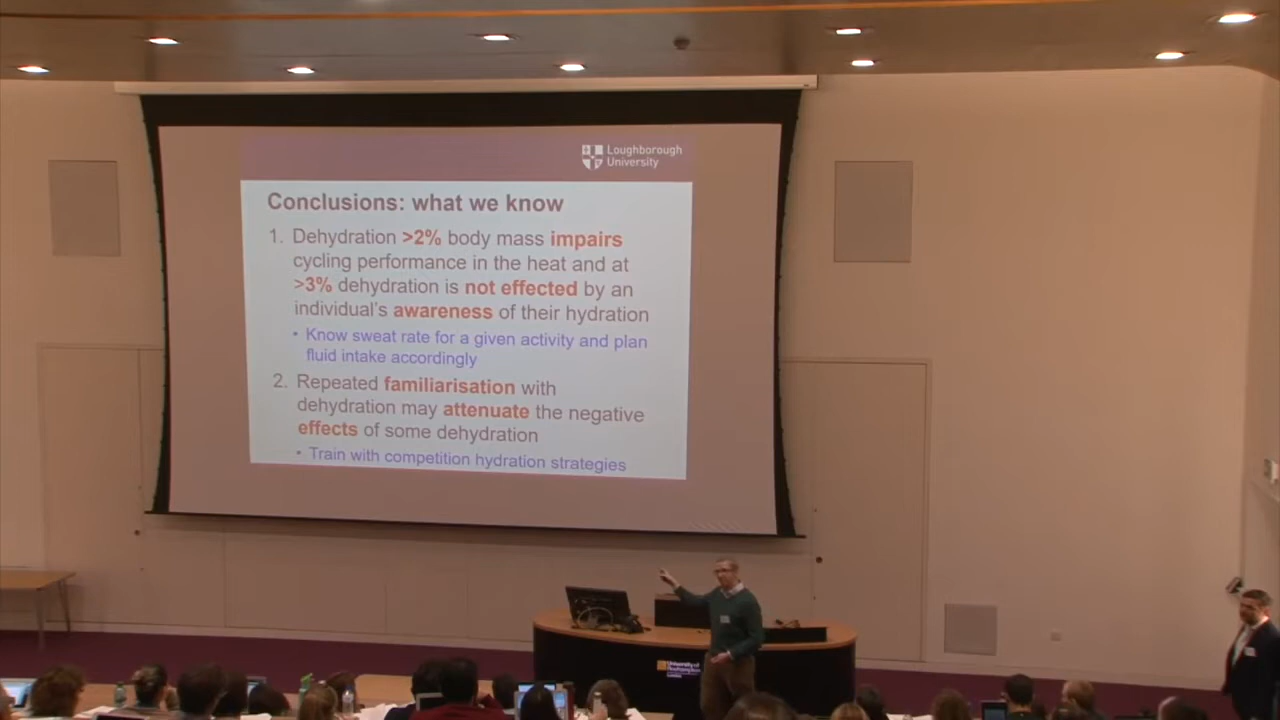 Loughborough
University
Conclusions: what we know
1. Dehydration >2% body mass impairs
cycling performance in the heat and at
>3% dehydration is not effected by an
individual's awareness of their hydration
• Know sweat rate for a given activity and plan
fluid intake accordingly
2. Repeated familiarisation with
dehydration may attenuate the negative
effects of some dehydration
• Train with competition hydration strategies
University of